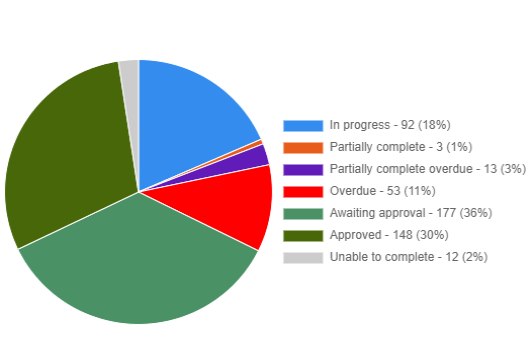 In progress - 92 (18%)
Partially complete - 3 (1%)
Partially complete overdue - 13 (3%)
Overdue - 53 (11%)
Awaiting approval - 177 (36%)
Approved - 148 (30%)
Unable to complete - 12 (2%)